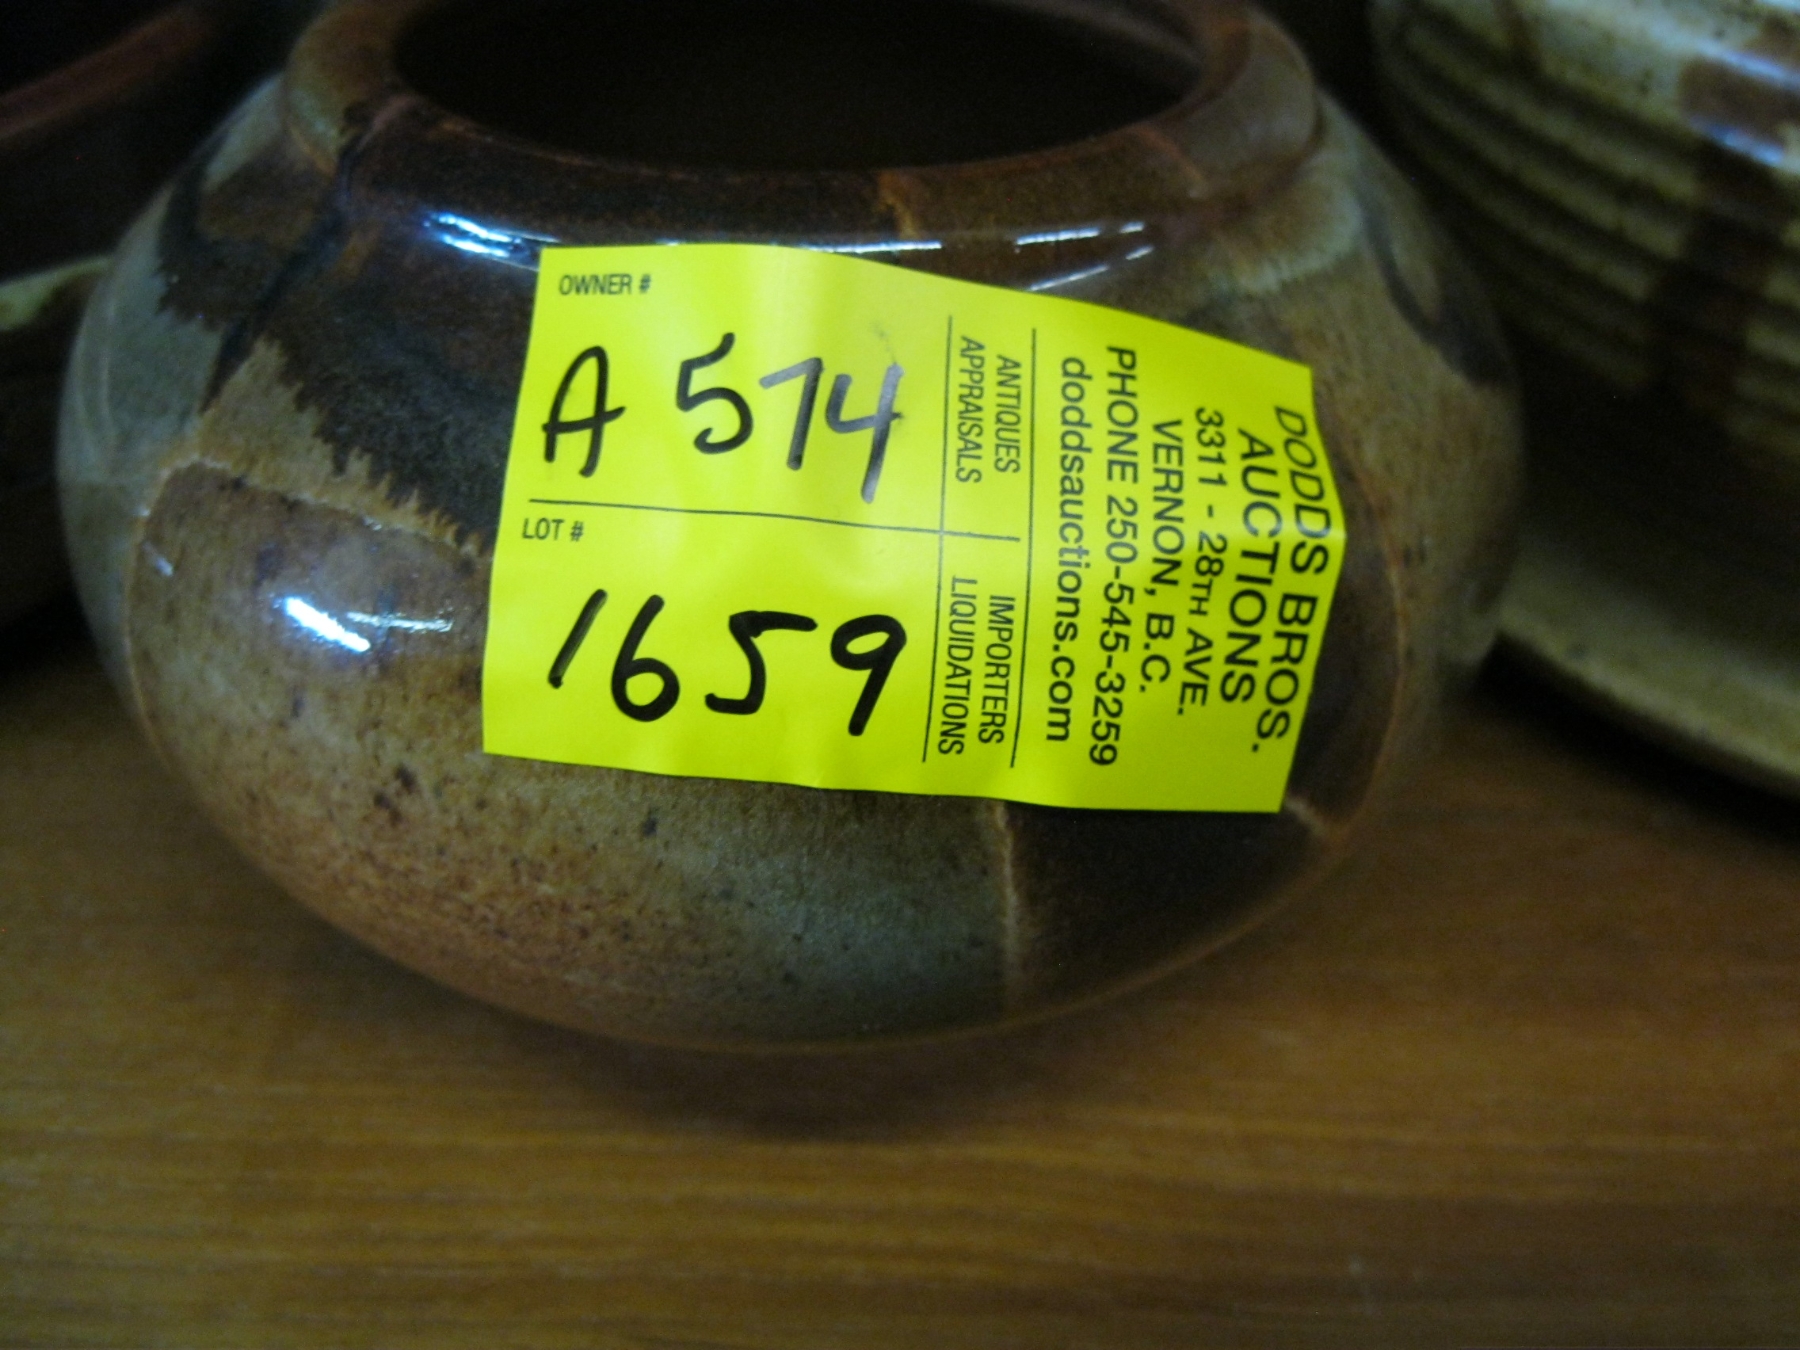 OWNER #
A 574
LOT #
1659
ANTIQUES
APPRAISALS
IMPORTERS
LIQUIDATIONS
DODDS BROS.
AUCTIONS
3311 - 28TH AVE.
VERNON, B.C.
PHONE 250-545-3259
doddsauctions.com